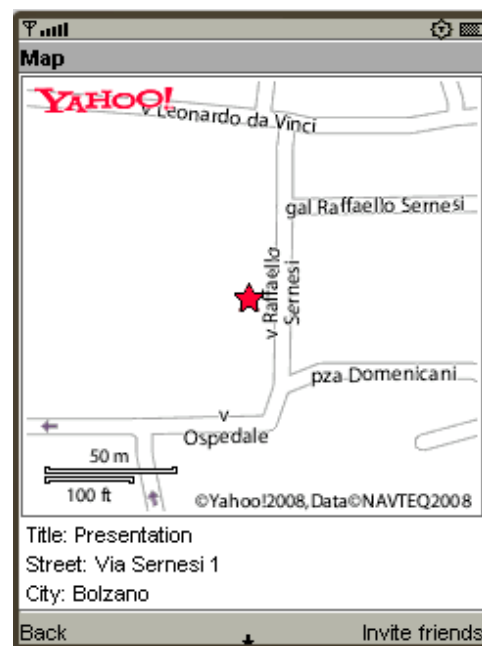 Map
YAHOO!
v Leonardo da Vinci
gal Raffaello Sernesi
v Raffaello
Sernesi
pza Domenicani
v
Ospedale
50 m
100 ft
©Yahoo!2008, Data©NAVTEQ2008
Title: Presentation
Street: Via Sernesi 1
City: Bolzano
Back Invite friends